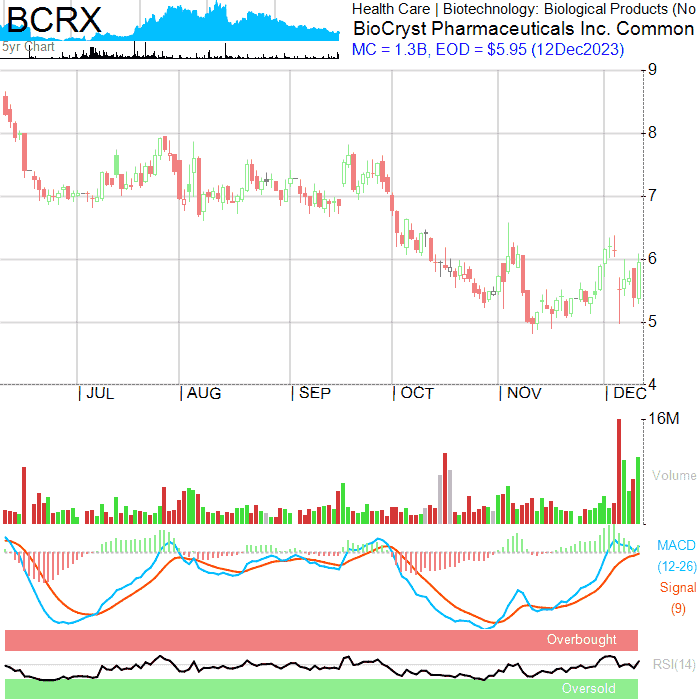 BCRX
5yr Chart
Health Care | Biotechnology: Biological Products (No
BioCryst Pharmaceuticals Inc. Common
MC = 1.3B, EOD = $5.95 (12Dec2023)
9
8
7
6
5
4
| JUL | AUG | SEP | OCT | NOV | DEC
16M
Volume
MACD
(12-26)
Signal
(9)
Overbought
RSI(14)
Oversold